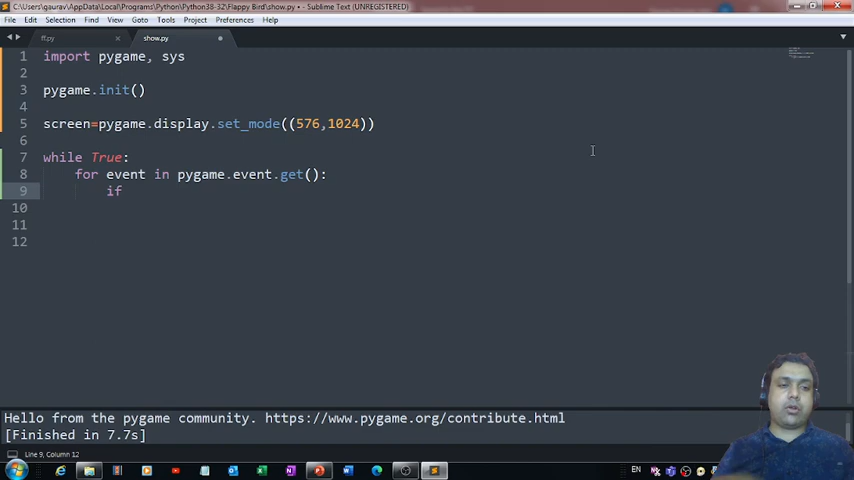 C:\Users\gaurav\AppData\Local\Programs\Python\Python38-32\Flappy Bird\show.py • - Sublime Text (UNREGISTERED)
File Edit Selection Find View Goto Tools Project Preferences Help
ff.py show.py
1 import pygame, sys
2
3 pygame.init()
4
5 screen=pygame.display.set_mode((576,1024))
6
7 while True:
8 for event in pygame.event.get():
9 if
10
11
12
Hello from the pygame community. https://www.pygame.org/contribute.html
[Finished in 7.7s]
Line 9, Column 12
EN